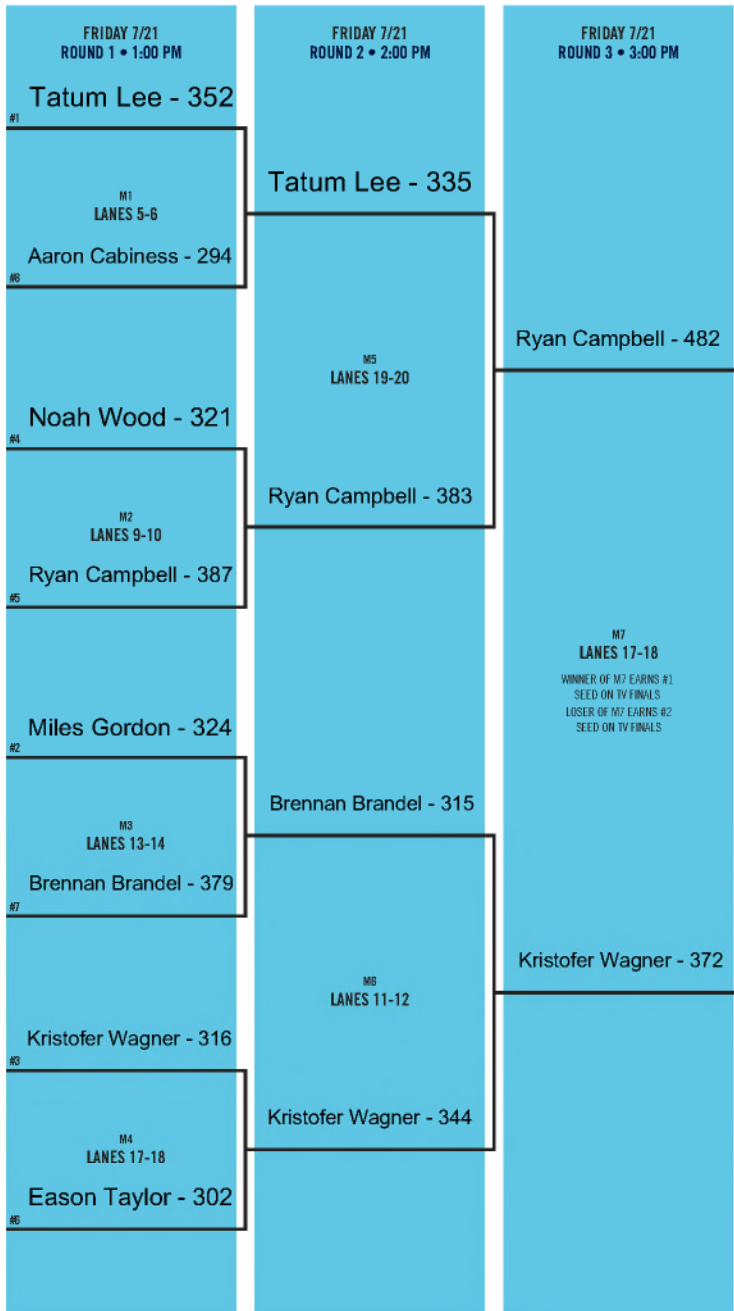 FRIDAY 7/21
ROUND 1 • 1:00 PM
Tatum Lee - 352
#1
M1
LANES 5-6
Aaron Cabiness - 294
#8
Noah Wood - 321
#4
M2
LANES 9-10
Ryan Campbell - 387
#5
Miles Gordon - 324
#2
M3
LANES 13-14
Brennan Brandel - 379
#7
Kristofer Wagner - 316
#3
M4
LANES 17-18
Eason Taylor - 302
#6
FRIDAY 7/21
ROUND 2 • 2:00 PM
Tatum Lee - 335
M5
LANES 19-20
Ryan Campbell - 383
Brennan Brandel - 315
M6
LANES 11-12
Kristofer Wagner - 344
FRIDAY 7/21
ROUND 3 • 3:00 PM
Ryan Campbell - 482
M7
LANES 17-18
WINNER OF M7 EARNS #1
SEED ON TV FINALS
LOSER OF M7 EARNS #2
SEED ON TV FINALS
Kristofer Wagner - 372